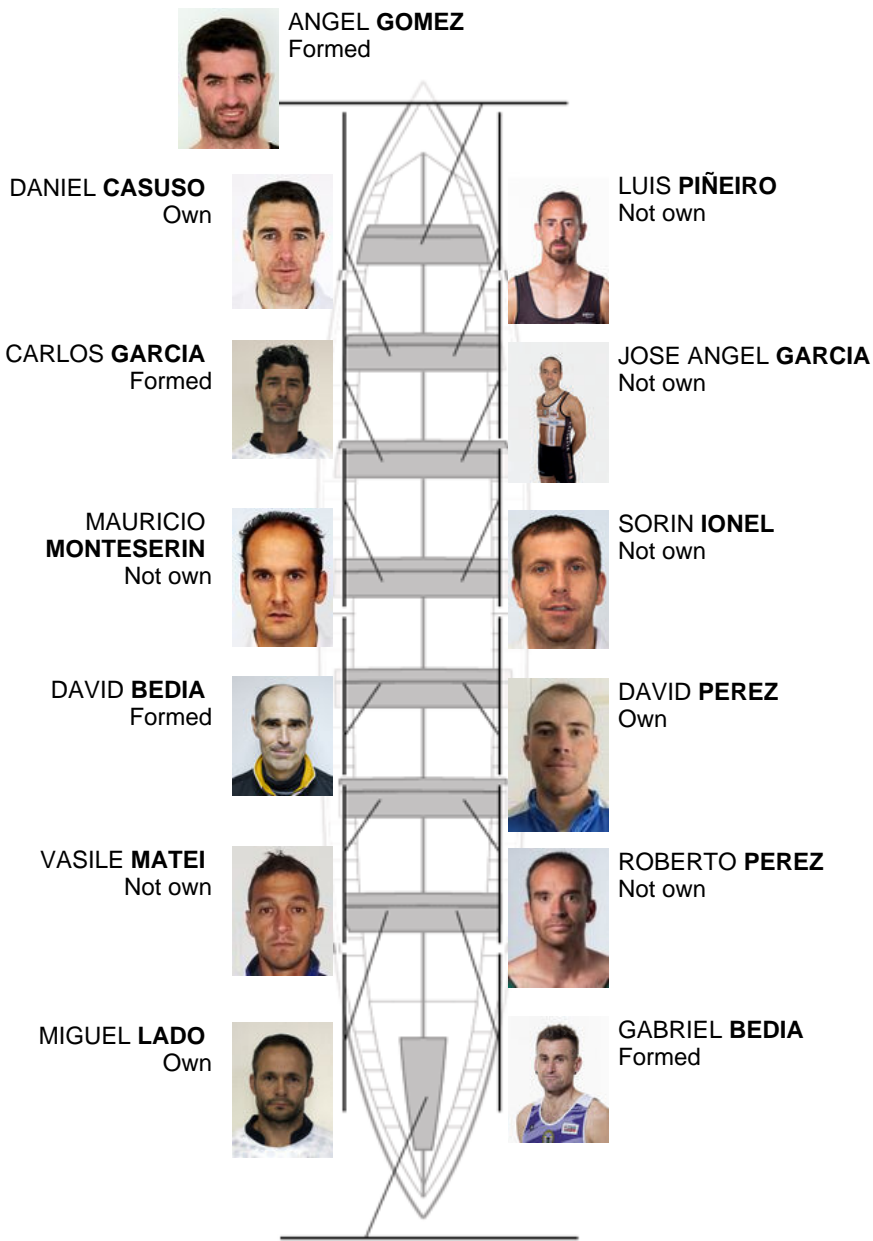 ANGEL GOMEZ
Formed
DANIEL CASUSO
Own
LUIS PIÑEIRO
Not own
CARLOS GARCIA
Formed
JOSE ANGEL GARCIA
Not own
MAURICIO
MONTESERIN
Not own
SORIN IONEL
Not own
DAVID BEDIA
Formed
DAVID PEREZ
Own
VASILE MATEI
Not own
ROBERTO PEREZ
Not own
MIGUEL LADO
Own
GABRIEL BEDIA
Formed